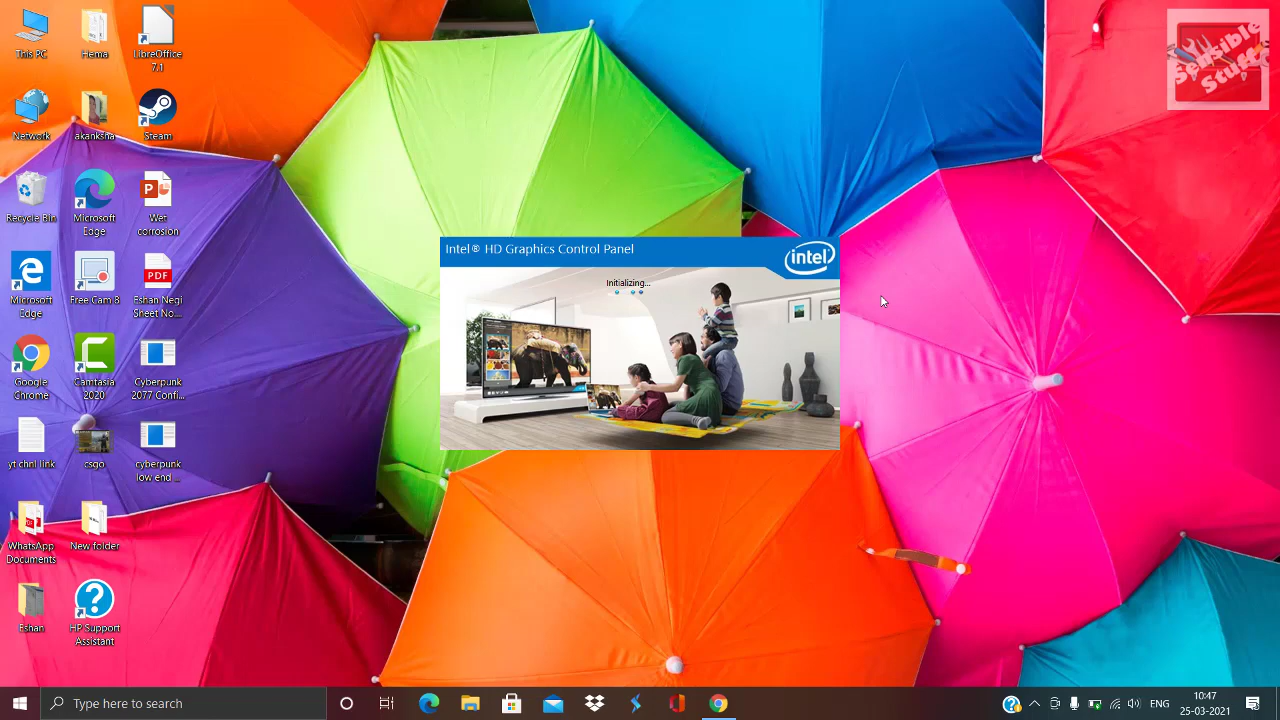 This PC
Hema
LibreOffice
7.1
Network
akanksha
Steam
Recycle Bin
Microsoft
Edge
Wet
corrosion
Microsoft
Edge
Free Cam 8
PDF
Eshan Negi
Sheet No...
Google
Chrome
Camtasia
2020
Cyberpunk
2077 Confi...
yt chnl link
csgo
cyberpunk
low end ...
WhatsApp
Documents
New folder
Eshan
HP Support
Assistant
Intel® HD Graphics Control Panel
intel
Initializing...
Sensible
Stuff
Type here to search
ENG
10:47
25-03-2021